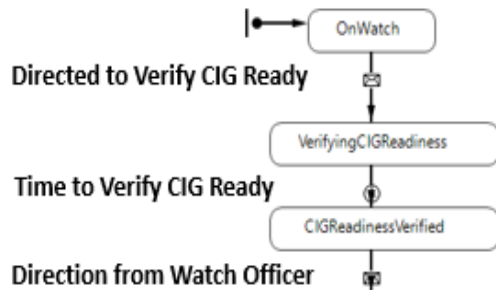 OnWatch
Directed to Verify CIG Ready
VerifyingCIGReadiness
Time to Verify CIG Ready
CIGReadinessVerified
Direction from Watch Officer